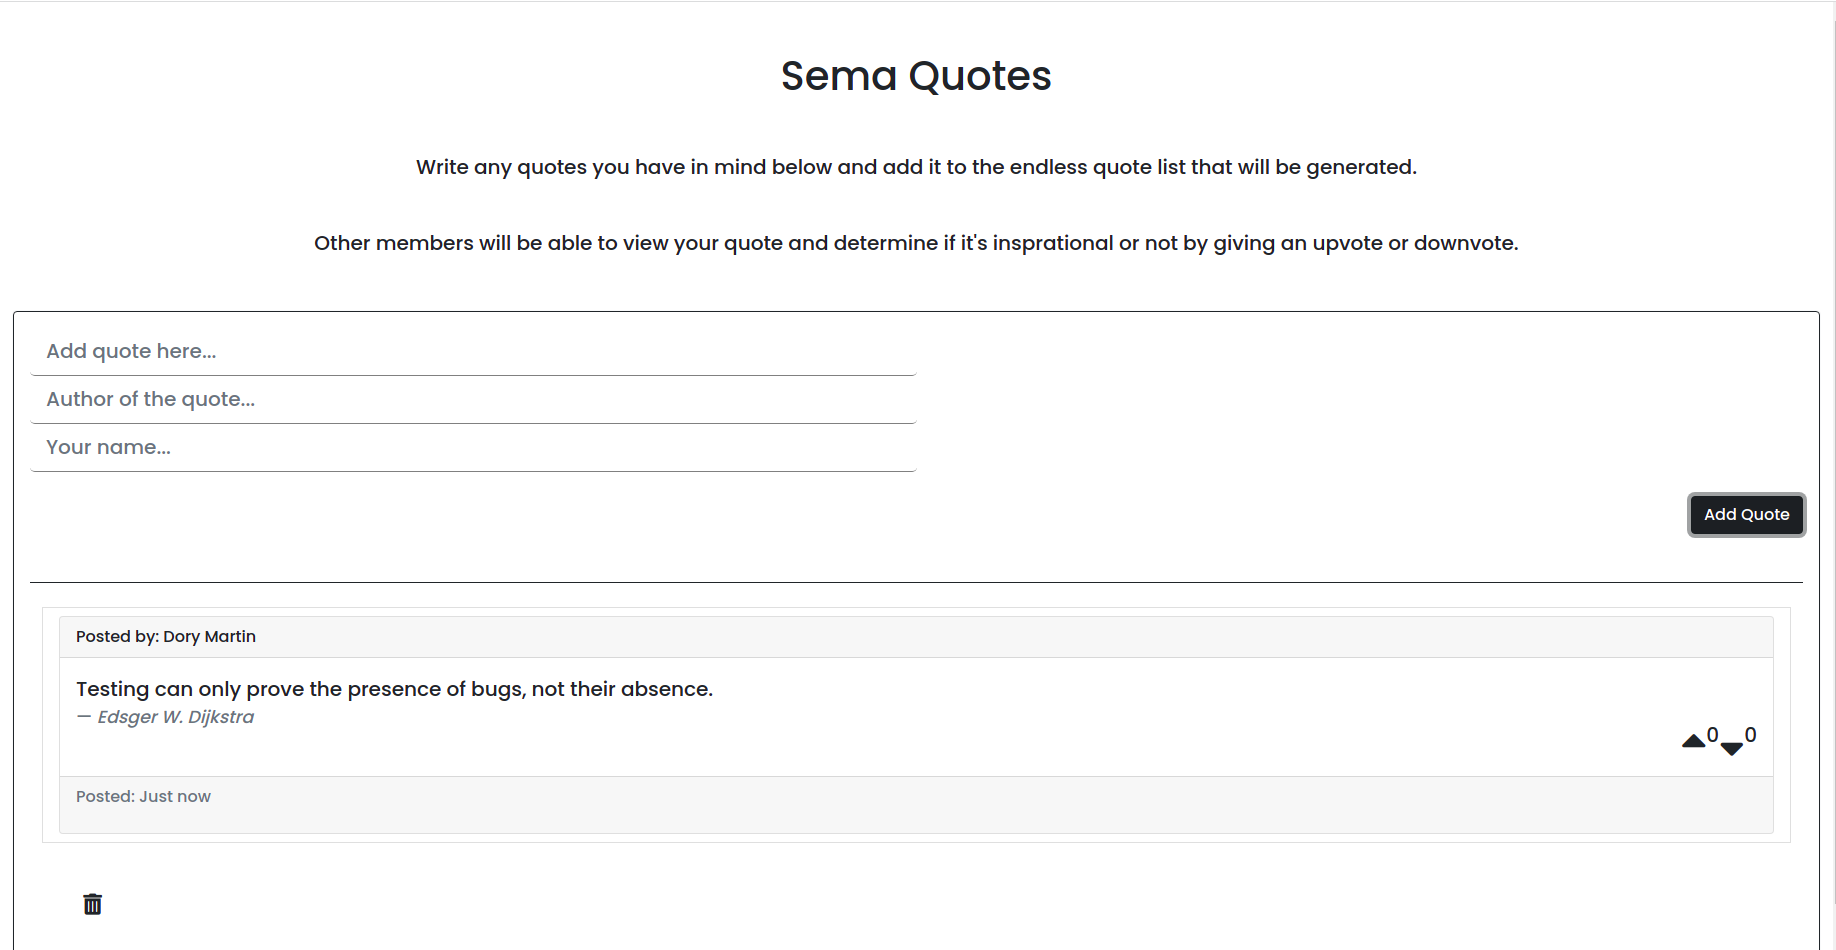 Sema Quotes
Write any quotes you have in mind below and add it to the endless quote list that will be generated.
Other members will be able to view your quote and determine if it's insprational or not by giving an upvote or downvote.
Add quote here...
Author of the quote...
Your name...
Add Quote
Posted by: Dory Martin
Testing can only prove the presence of bugs, not their absence.
— Edsger W. Dijkstra
0 0
Posted: Just now